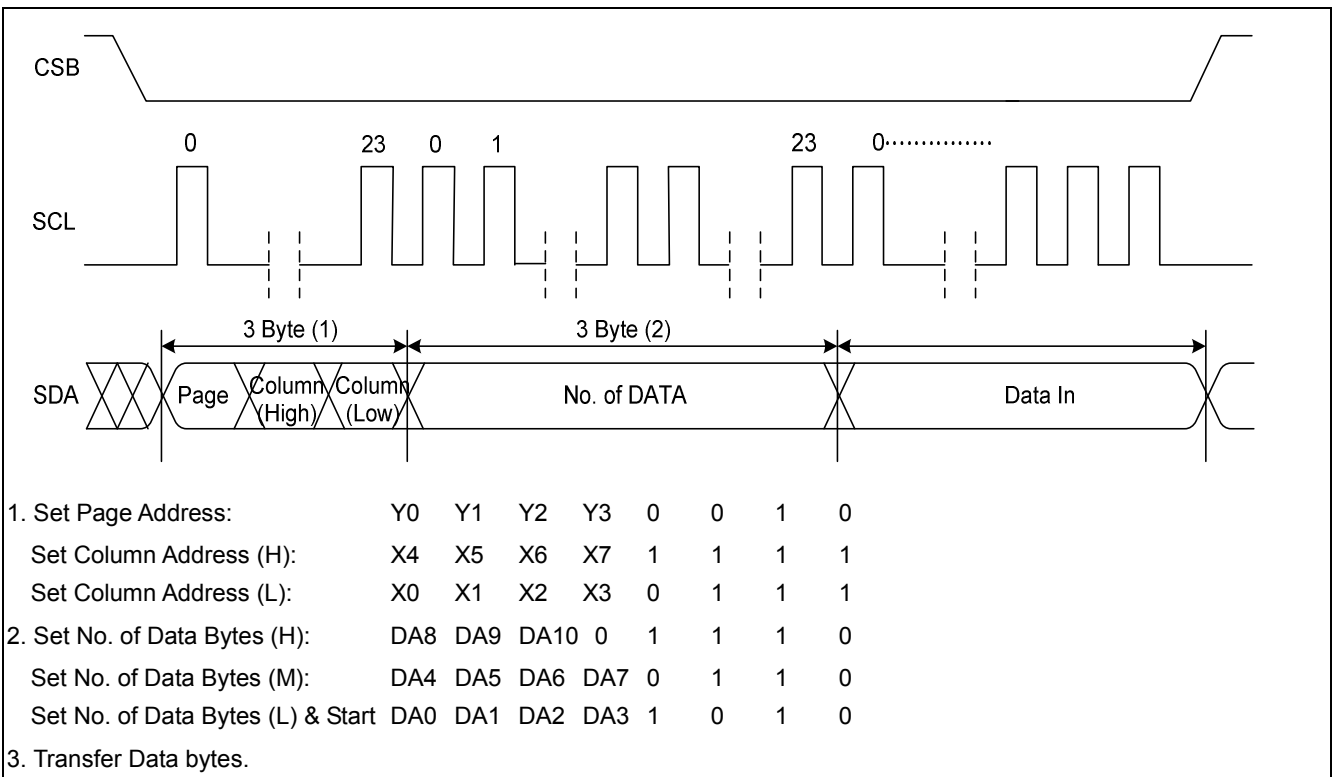 CSB
0 23 0 1 23 0..............
SCL
3 Byte (1) 3 Byte (2)
SDA Page Column (High) Column (Low) No. of DATA Data In
1. Set Page Address: Y0 Y1 Y2 Y3 0 0 1 0
Set Column Address (H): X4 X5 X6 X7 1 1 1 1
Set Column Address (L): X0 X1 X2 X3 0 1 1 1
2. Set No. of Data Bytes (H): DA8 DA9 DA10 0 1 1 1 0
Set No. of Data Bytes (M): DA4 DA5 DA6 DA7 0 1 1 0
Set No. of Data Bytes (L) & Start DA0 DA1 DA2 DA3 1 0 1 0
3. Transfer Data bytes.